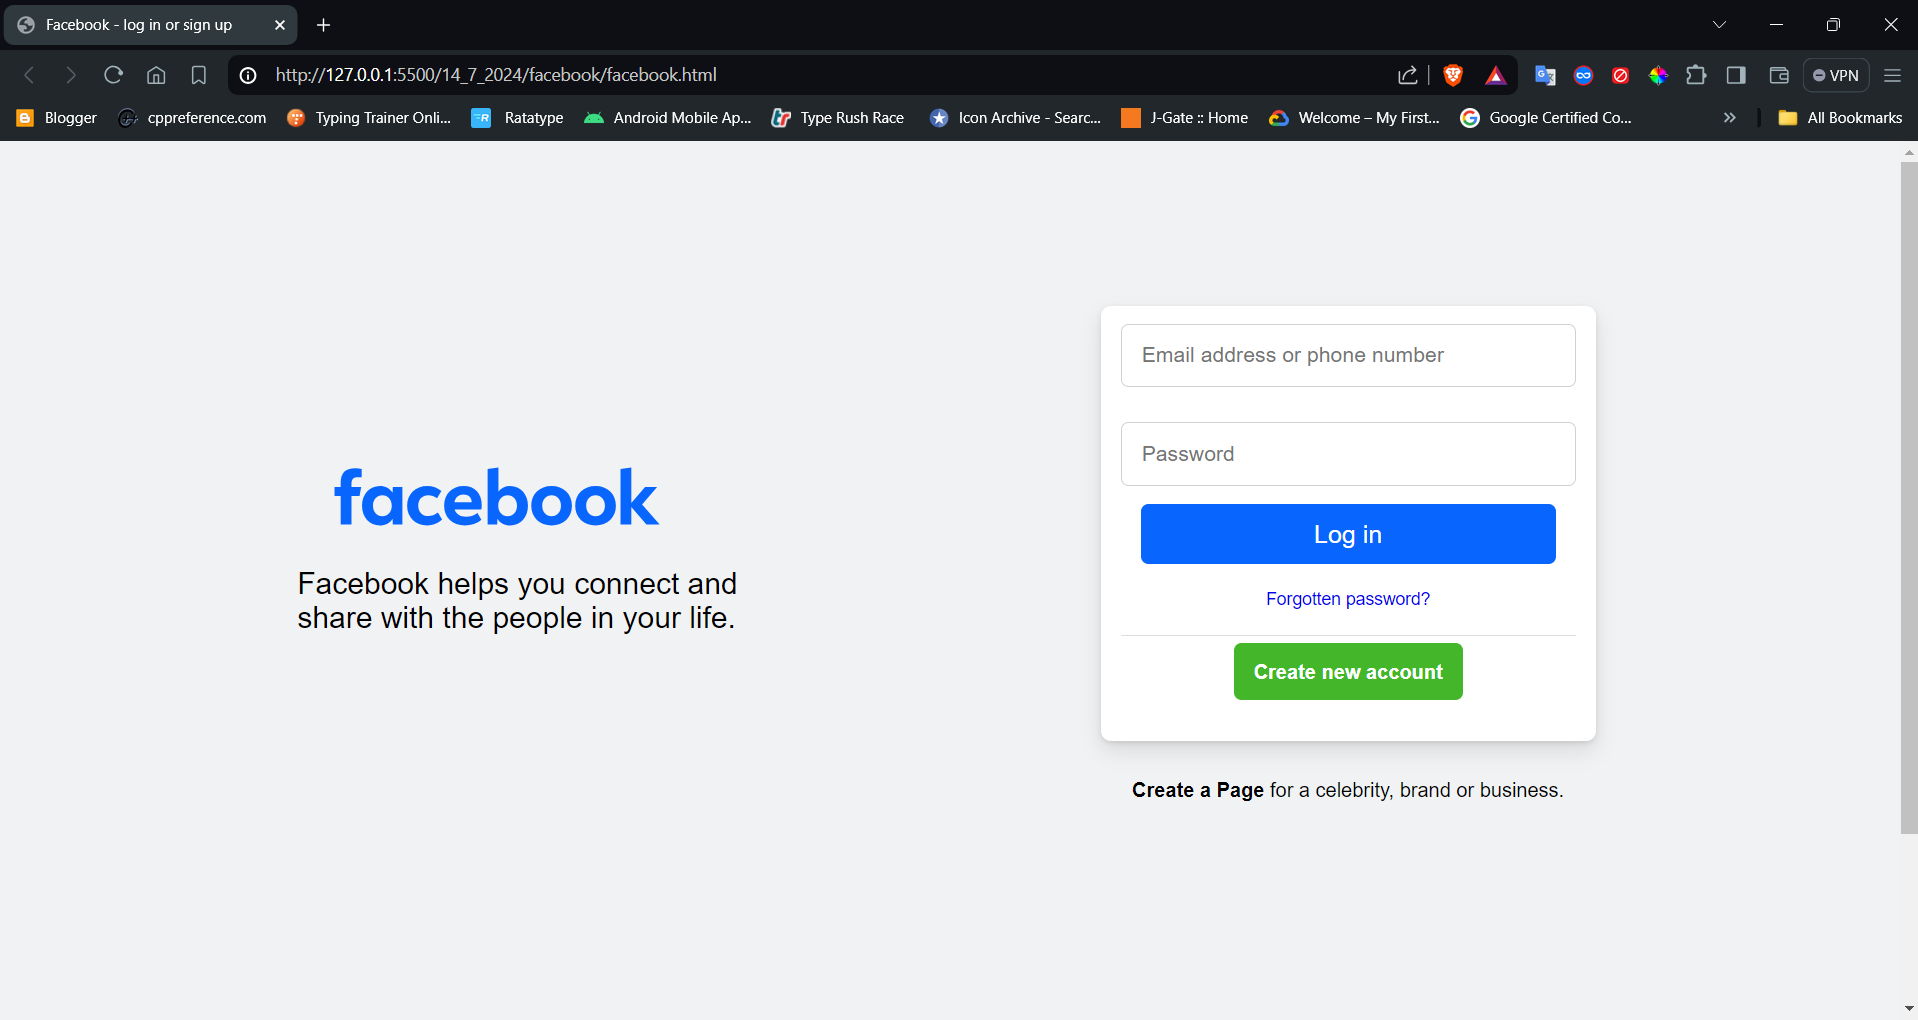 Facebook - log in or sign up
http://127.0.0.1:5500/14_7_2024/facebook/facebook.html
VPN
Blogger
cppreference.com
Typing Trainer Onli...
Ratatype
Android Mobile Ap...
Type Rush Race
Icon Archive - Searc...
J-Gate :: Home
Welcome – My First...
Google Certified Co...
All Bookmarks
facebook
Facebook helps you connect and
share with the people in your life.
Email address or phone number
Password
Log in
Forgotten password?
Create new account
Create a Page for a celebrity, brand or business.